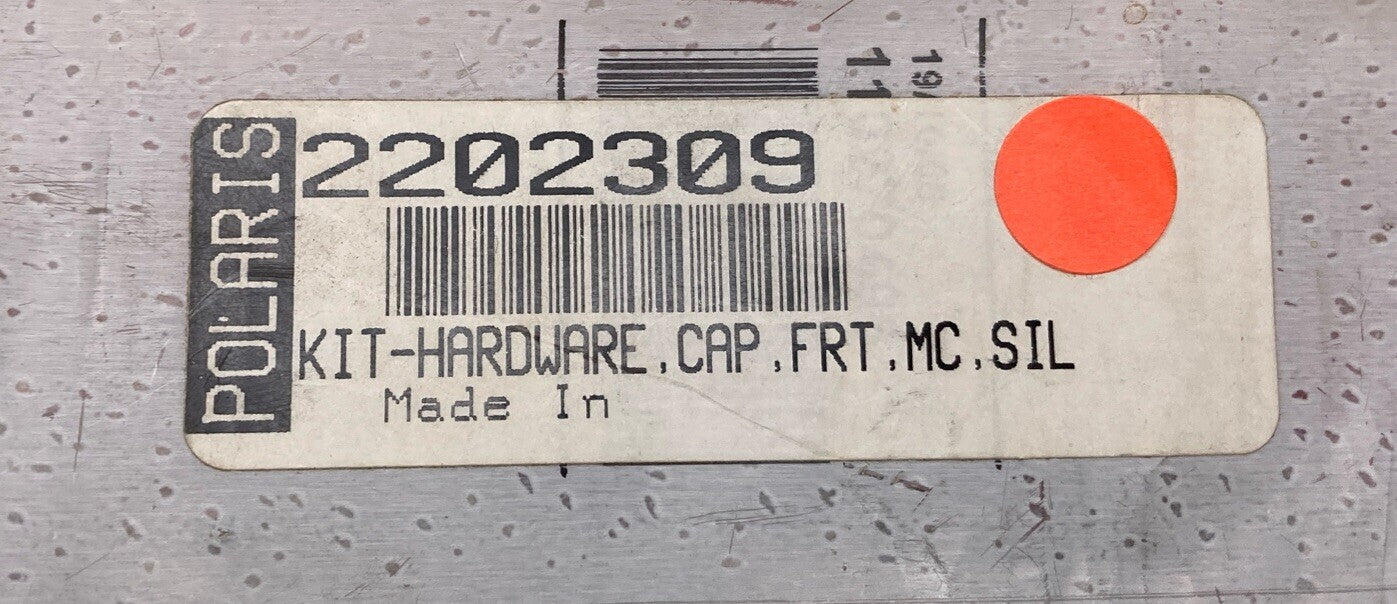 POLARIS
2202309
KIT-HARDWARE,CAP,FRT,MC,SIL
Made In